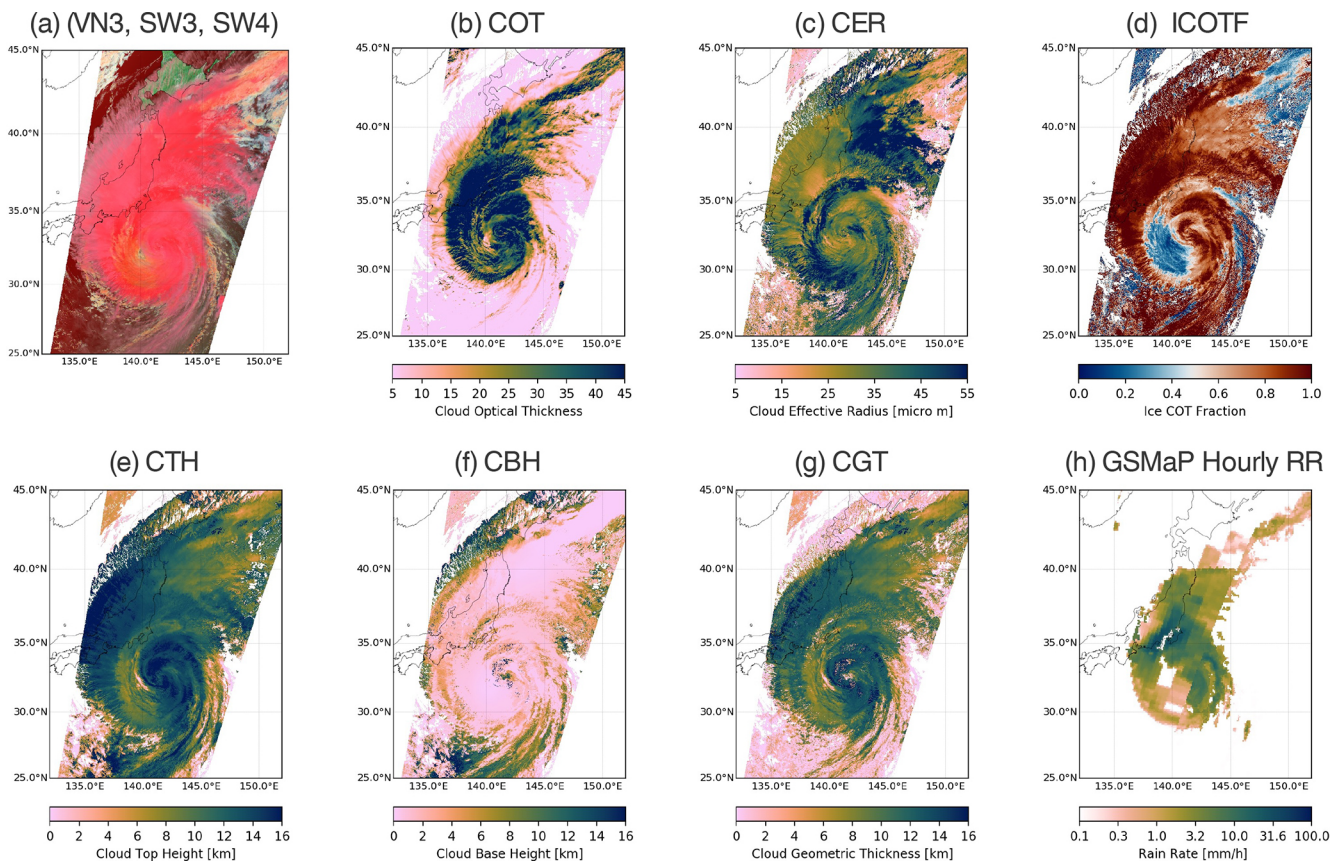 (a) (VN3, SW3, SW4)
(b) COT
(c) CER
(d) ICOTF
45.0°N
40.0°N
35.0°N
30.0°N
25.0°N
135.0°E 140.0°E 145.0°E 150.0°E
45.0°N
40.0°N
35.0°N
30.0°N
25.0°N
135.0°E 140.0°E 145.0°E 150.0°E
5 10 15 20 25 30 35 40 45
Cloud Optical Thickness
45.0°N
40.0°N
35.0°N
30.0°N
25.0°N
135.0°E 140.0°E 145.0°E 150.0°E
5 15 25 35 45 55
Cloud Effective Radius [micro m]
45.0°N
40.0°N
35.0°N
30.0°N
25.0°N
135.0°E 140.0°E 145.0°E 150.0°E
0.0 0.2 0.4 0.6 0.8 1.0
Ice COT Fraction
(e) CTH
(f) CBH
(g) CGT
(h) GSMaP Hourly RR
45.0°N
40.0°N
35.0°N
30.0°N
25.0°N
135.0°E 140.0°E 145.0°E 150.0°E
0 2 4 6 8 10 12 14 16
Cloud Top Height [km]
45.0°N
40.0°N
35.0°N
30.0°N
25.0°N
135.0°E 140.0°E 145.0°E 150.0°E
0 2 4 6 8 10 12 14 16
Cloud Base Height [km]
45.0°N
40.0°N
35.0°N
30.0°N
25.0°N
135.0°E 140.0°E 145.0°E 150.0°E
0 2 4 6 8 10 12 14 16
Cloud Geometric Thickness [km]
45.0°N
40.0°N
35.0°N
30.0°N
25.0°N
135.0°E 140.0°E 145.0°E 150.0°E
0.1 0.3 1.0 3.2 10.0 31.6 100.0
Rain Rate [mm/h]